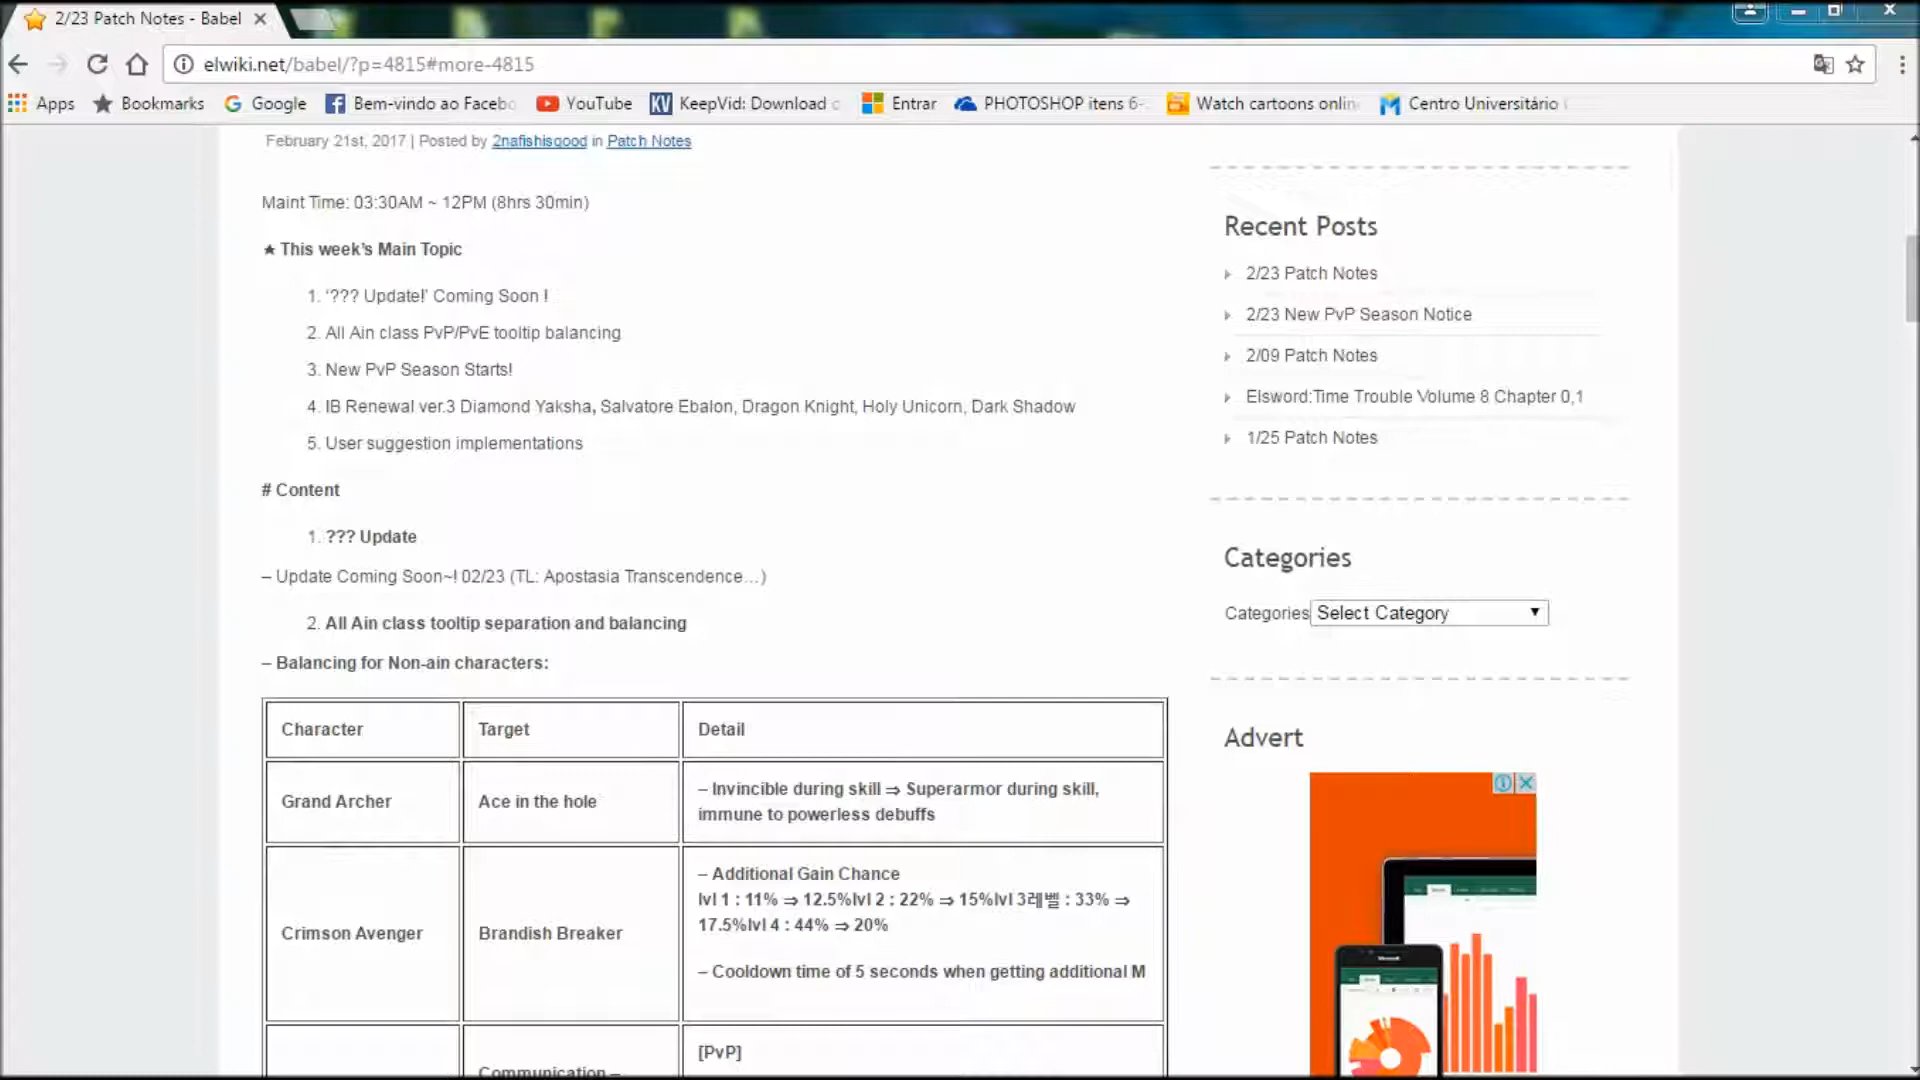 2/23 Patch Notes - Babel
elwiki.net/babel/?p=4815#more-4815
Apps Bookmarks Google Bem-vindo ao Facebo YouTube KeepVid: Download Entrar PHOTOSHOP itens 6- Watch cartoons onlin Centro Universitário
February 21st, 2017 | Posted by 2nafishisgood in Patch Notes
Maint Time: 03:30AM ~ 12PM (8hrs 30min)
★ This week's Main Topic
1. '??? Update!' Coming Soon !
2. All Ain class PvP/PvE tooltip balancing
3. New PvP Season Starts!
4. IB Renewal ver.3 Diamond Yaksha, Salvatore Ebalon, Dragon Knight, Holy Unicorn, Dark Shadow
5. User suggestion implementations
# Content
1. ??? Update
– Update Coming Soon~! 02/23 (TL: Apostasia Transcendence…)
2. All Ain class tooltip separation and balancing
– Balancing for Non-ain characters:
Character Target Detail
Grand Archer Ace in the hole – Invincible during skill ⇒ Superarmor during skill,
immune to powerless debuffs
Crimson Avenger Brandish Breaker – Additional Gain Chance
lvl 1 : 11% ⇒ 12.5%lvl 2 : 22% ⇒ 15%lvl 3레벨 : 33% ⇒
17.5%lvl 4 : 44% ⇒ 20%
– Cooldown time of 5 seconds when getting additional M
Communication –
[PvP]
Recent Posts
2/23 Patch Notes
2/23 New PvP Season Notice
2/09 Patch Notes
Elsword:Time Trouble Volume 8 Chapter 0,1
1/25 Patch Notes
Categories
Categories Select Category
Advert